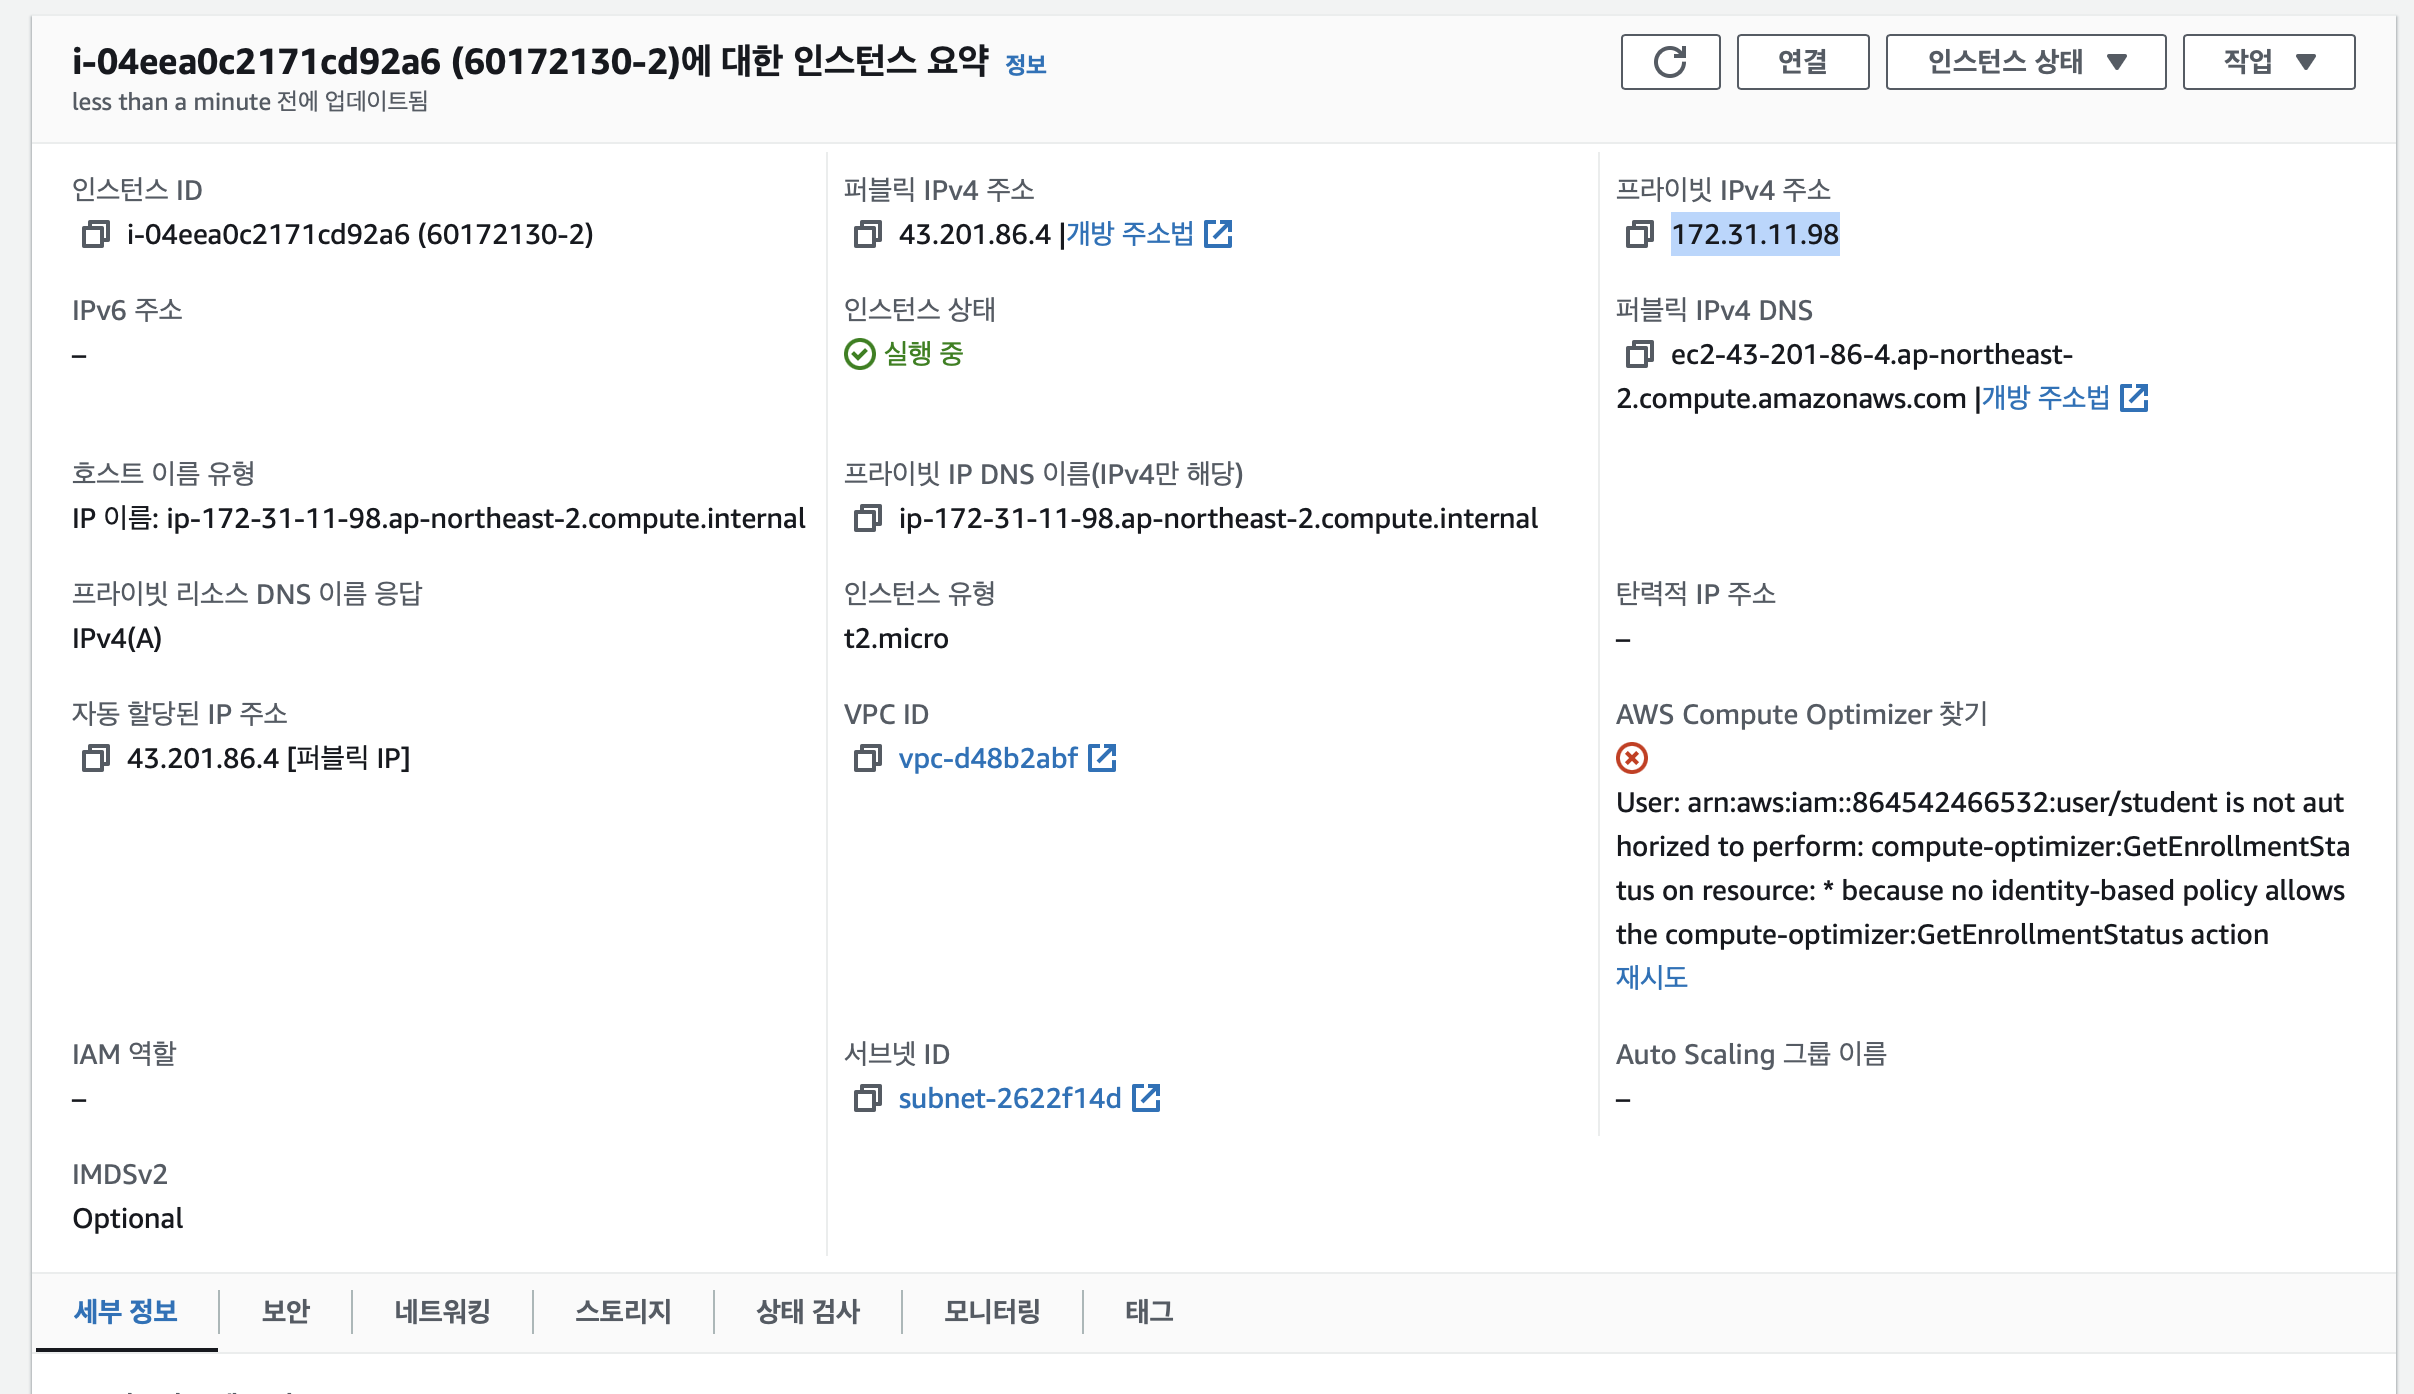 i-04eea0c2171cd92a6 (60172130-2)에 대한 인스턴스 요약 정보
less than a minute 전에 업데이트됨
연결
인스턴스 상태
작업
인스턴스 ID
i-04eea0c2171cd92a6 (60172130-2)
퍼블릭 IPv4 주소
43.201.86.4 |개방 주소법
프라이빗 IPv4 주소
172.31.11.98
IPv6 주소
–
인스턴스 상태
실행 중
퍼블릭 IPv4 DNS
ec2-43-201-86-4.ap-northeast-
2.compute.amazonaws.com |개방 주소법
호스트 이름 유형
IP 이름: ip-172-31-11-98.ap-northeast-2.compute.internal
프라이빗 IP DNS 이름(IPv4만 해당)
ip-172-31-11-98.ap-northeast-2.compute.internal
프라이빗 리소스 DNS 이름 응답
IPv4(A)
인스턴스 유형
t2.micro
탄력적 IP 주소
–
자동 할당된 IP 주소
43.201.86.4 [퍼블릭 IP]
VPC ID
vpc-d48b2abf
AWS Compute Optimizer 찾기
User: arn:aws:iam::864542466532:user/student is not aut
horized to perform: compute-optimizer:GetEnrollmentSta
tus on resource: * because no identity-based policy allows
the compute-optimizer:GetEnrollmentStatus action
재시도
IAM 역할
–
서브넷 ID
subnet-2622f14d
Auto Scaling 그룹 이름
–
IMDSv2
Optional
세부 정보
보안
네트워킹
스토리지
상태 검사
모니터링
태그